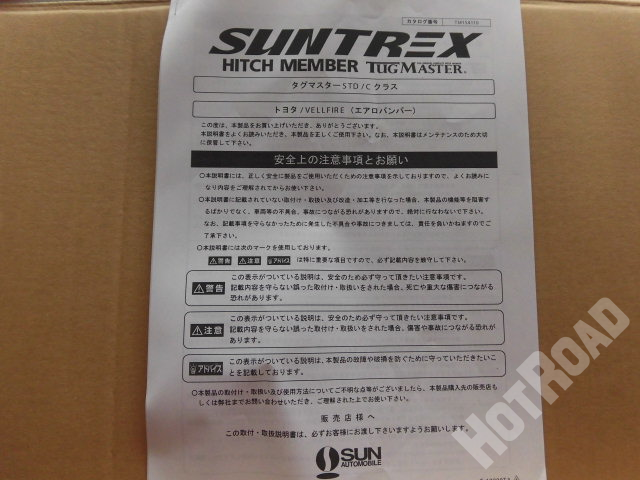 カタログ番号
SUNTREX
HITCH MEMBER TUGMASTER
タグマスターSTD/Cクラス
トヨタ/VELLFIRE（エアロバンパー）
この度は、本製品をお買い上げいただき、ありがとうございます。
本説明書をよくお読みいただき、本製品を正しくご使用下さい。なお、本説明書はメンテナンスのため大切
に保管して下さい。
安全上の注意事項とお願い
○本説明書には、正しく安全に製品をご使用いただくための注意事項を示しておりますので、よくお読みに
なり内容をご理解されてからお使い下さい。
○本説明書に記載されていない取付け・取扱い及び改造・加工等を行なった場合、本製品の機能等を阻害す
るばかりでなく、車両等の不具合、事故につながる恐れがありますので、絶対に行なわないで下さい。
なお、記載事項を守らなかったために発生した不具合や事故につきましては、責任を負いかねますのでご
了承下さい。
○本説明書には次のマークを使用しております。
警告 注意 アドバイス は特に重要な項目ですので、必ず記載内容を厳守して下さい。
警告
この表示がついている説明は、安全のため必ず守って頂きたい注意事項です。
記載内容を守らない誤った取付け・取扱いをされた場合、死亡や重大な傷害につながる
恐れがあります。
注意
この表示がついている説明は、安全のため必ず守って頂きたい注意事項です。
記載内容を守らない誤った取付け・取扱いをされた場合、傷害や事故につながる恐れが
あります。
アドバイス
この表示がついている説明は、本製品の故障や破損を防ぐために守っていただきたいこ
とを記載しております。
○本製品の取付け・取扱い及び使用方法についてご不明な点等がございましたら、本製品購入先の販売店も
しくは弊社までお問い合わせいただき、ご理解された上でお使い下さい。
販売店様へ
この取付・取扱説明書は、必ずお客様にお渡し下さいますようお願いします。
SUN
AUTOMOBILE
HOTROAD